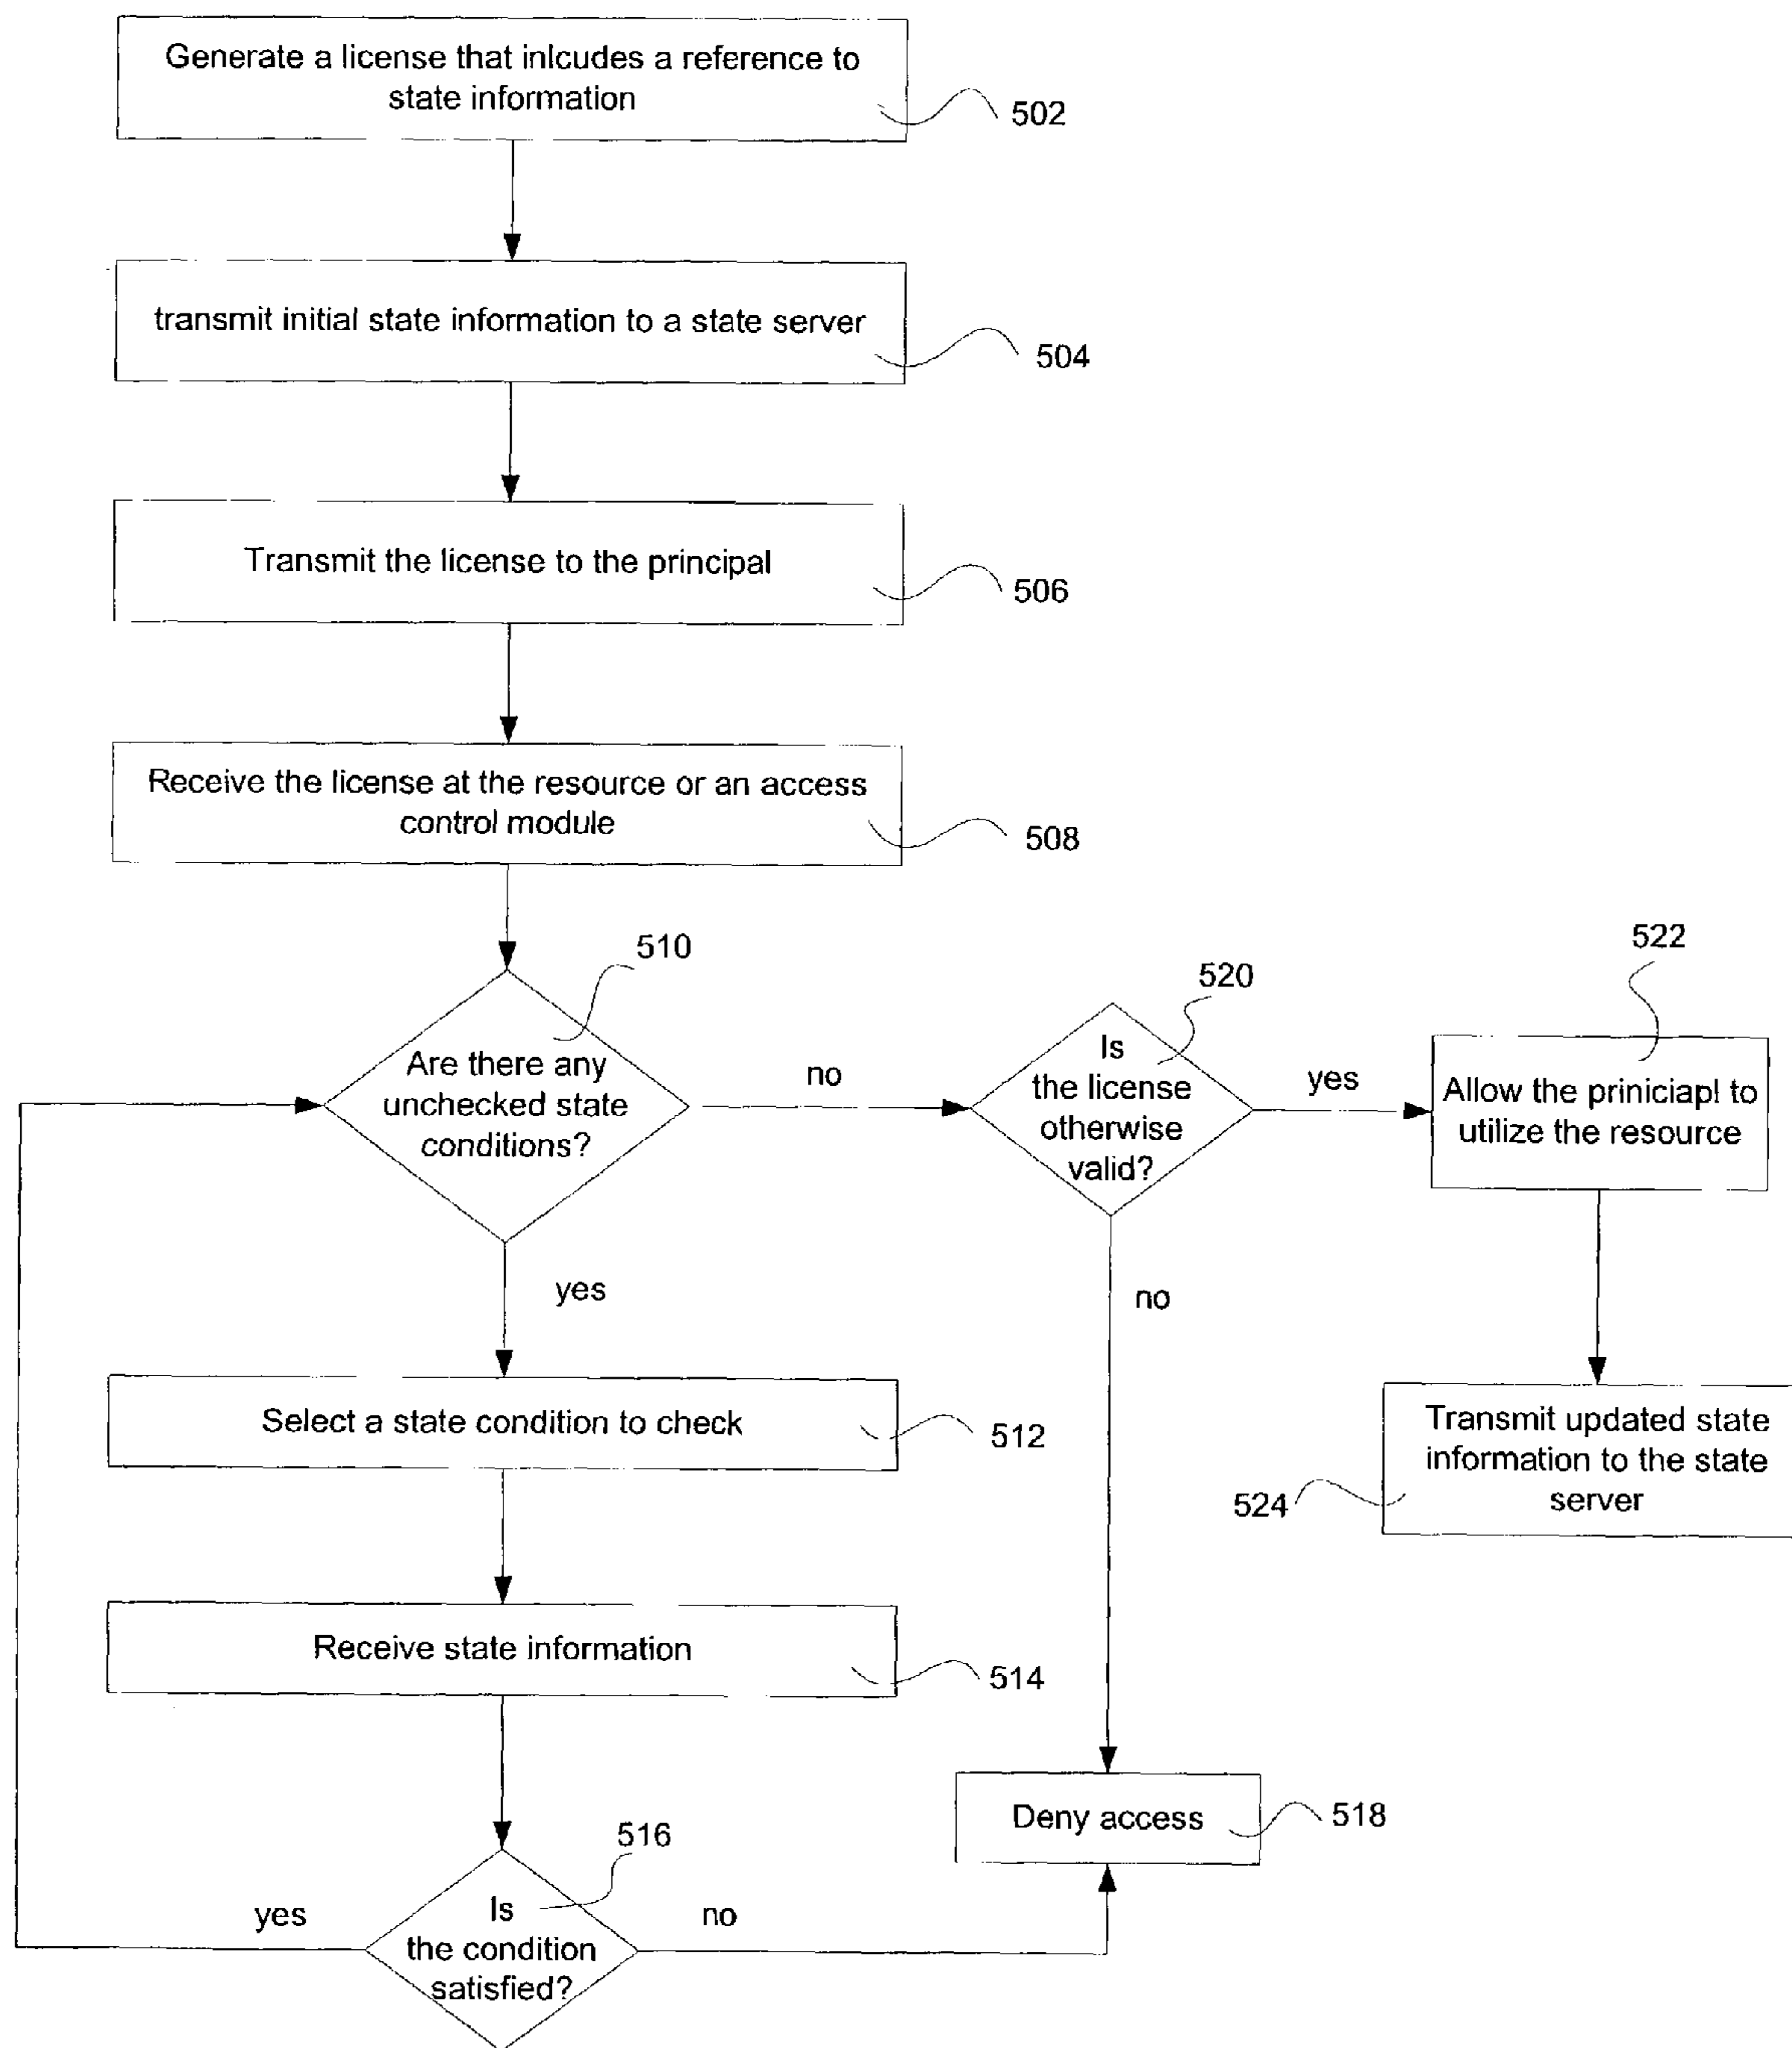 Generate a license that inlcudes a reference to
state information
502
transmit initial state information to a state server
504
Transmit the license to the principal
506
Receive the license at the resource or an access
control module
508
510
Are there any
unchecked state
conditions?
no
yes
520
Is
the license
otherwise
valid?
yes
no
522
Allow the priniciapl to
utilize the resource
Transmit updated state
information to the state
server
524
Select a state condition to check
512
Receive state information
514
516
Is
the condition
satisfied?
yes
no
Deny access
518